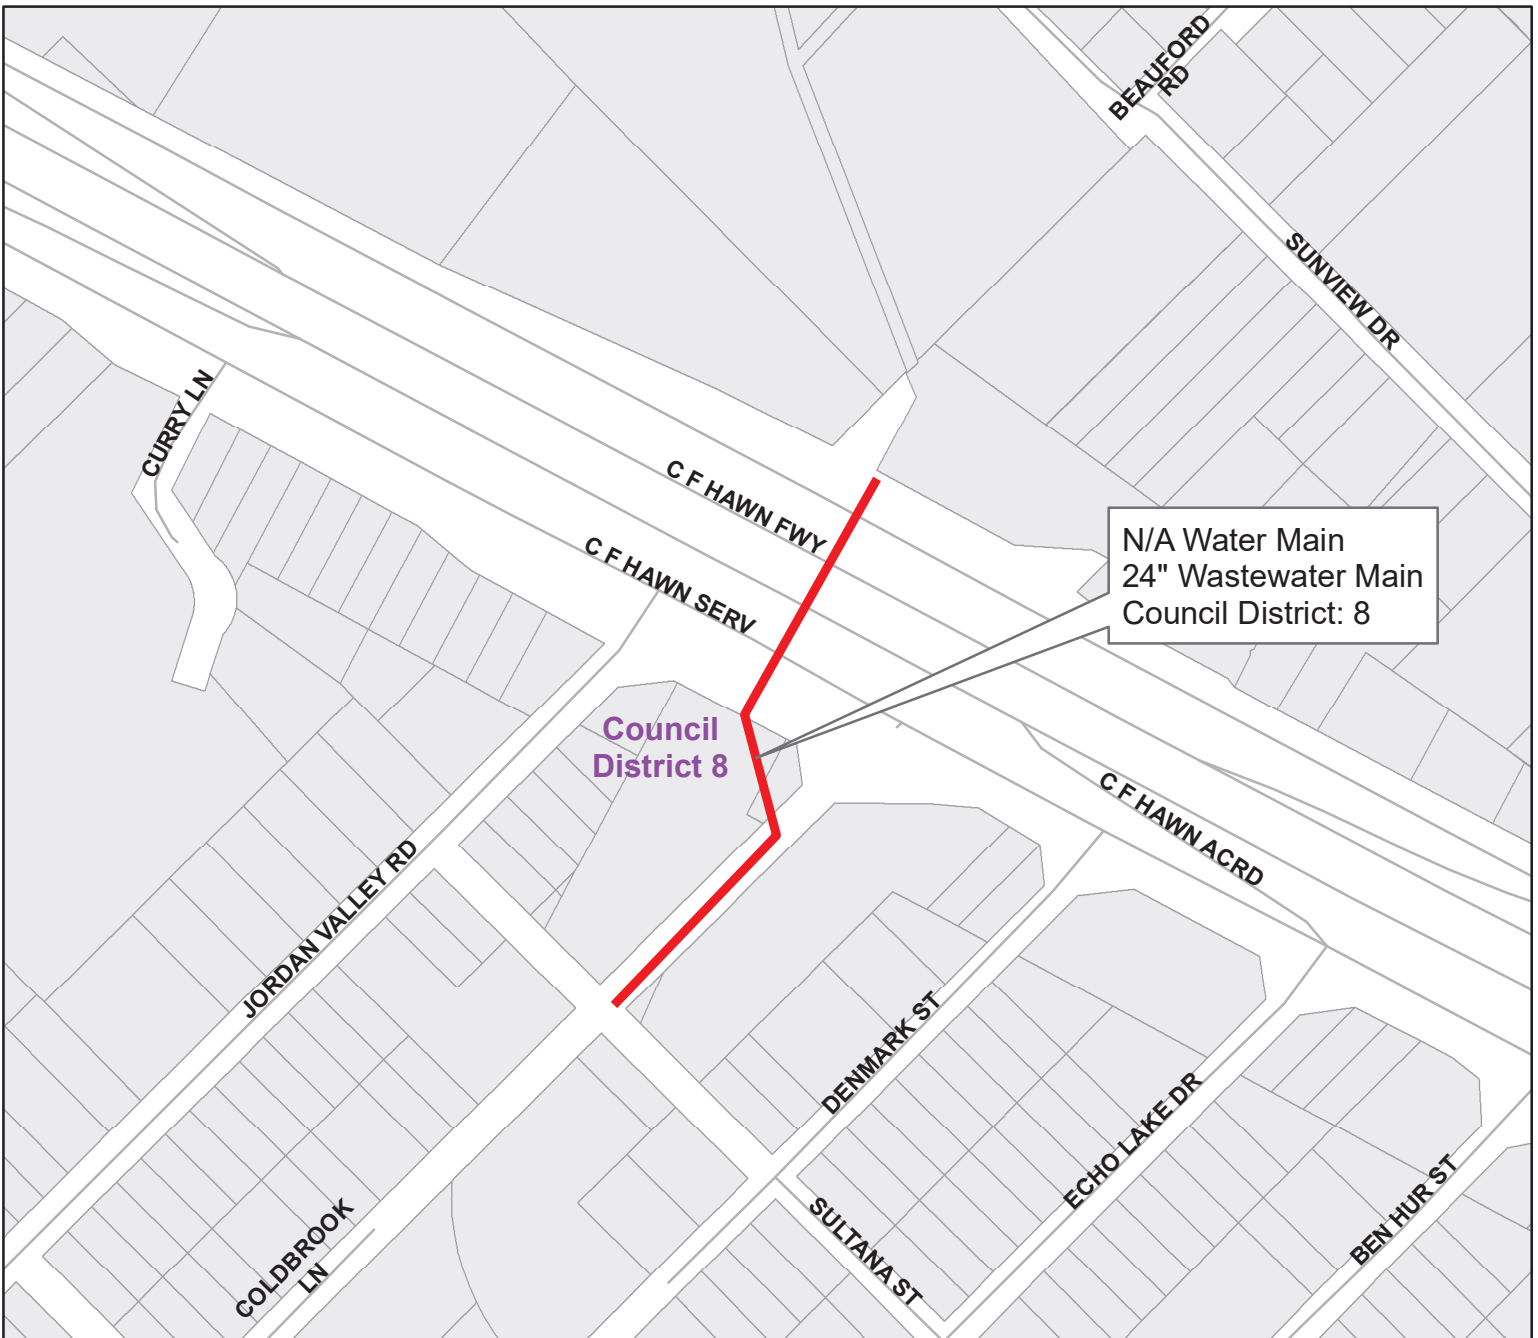 BEAUFORD
RD
SUNVIEW DR
CURRY LN
C F HAWN FWY
C F HAWN SERV
N/A Water Main
24" Wastewater Main
Council District: 8
Council
District 8
C F HAWN ACRD
JORDAN VALLEY RD
DENMARK ST
ECHO LAKE DR
BEN HUR ST
SULTANA ST
COLDBROOK
LN